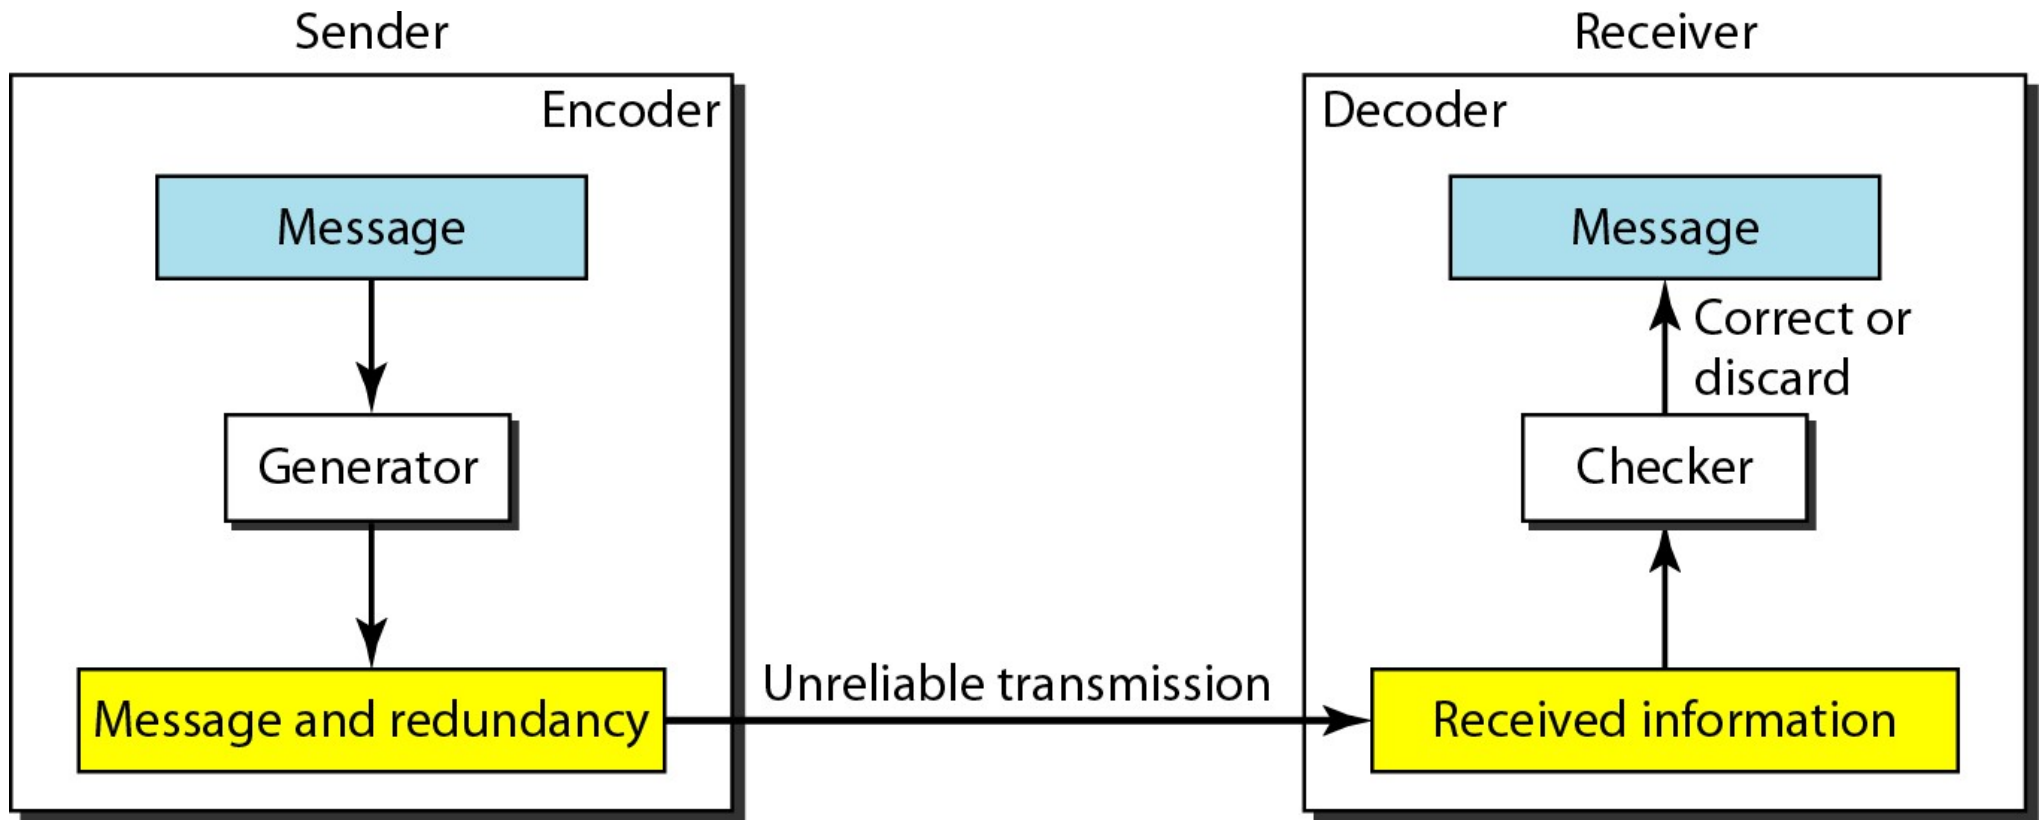 Sender
Encoder
Message
Generator
Message and redundancy
Unreliable transmission
Receiver
Decoder
Message
Correct or
discard
Checker
Received information